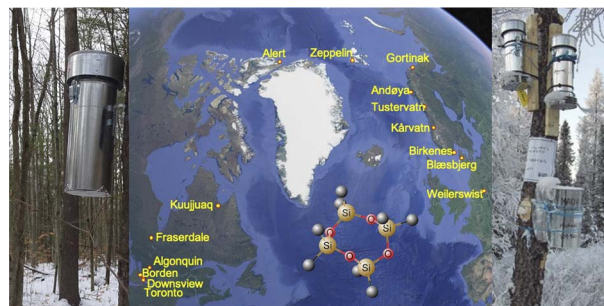 Alert
Zeppelin
Gortinak
Andøya
Tustervatn
Kårvatn
Birkenes
Blæsbjerg
Weilerswist
Kuujjuaq
Fraserdale
Algonquin
Borden
Downsview
Toronto
Si
O
Si
O
Si
O
Si
O